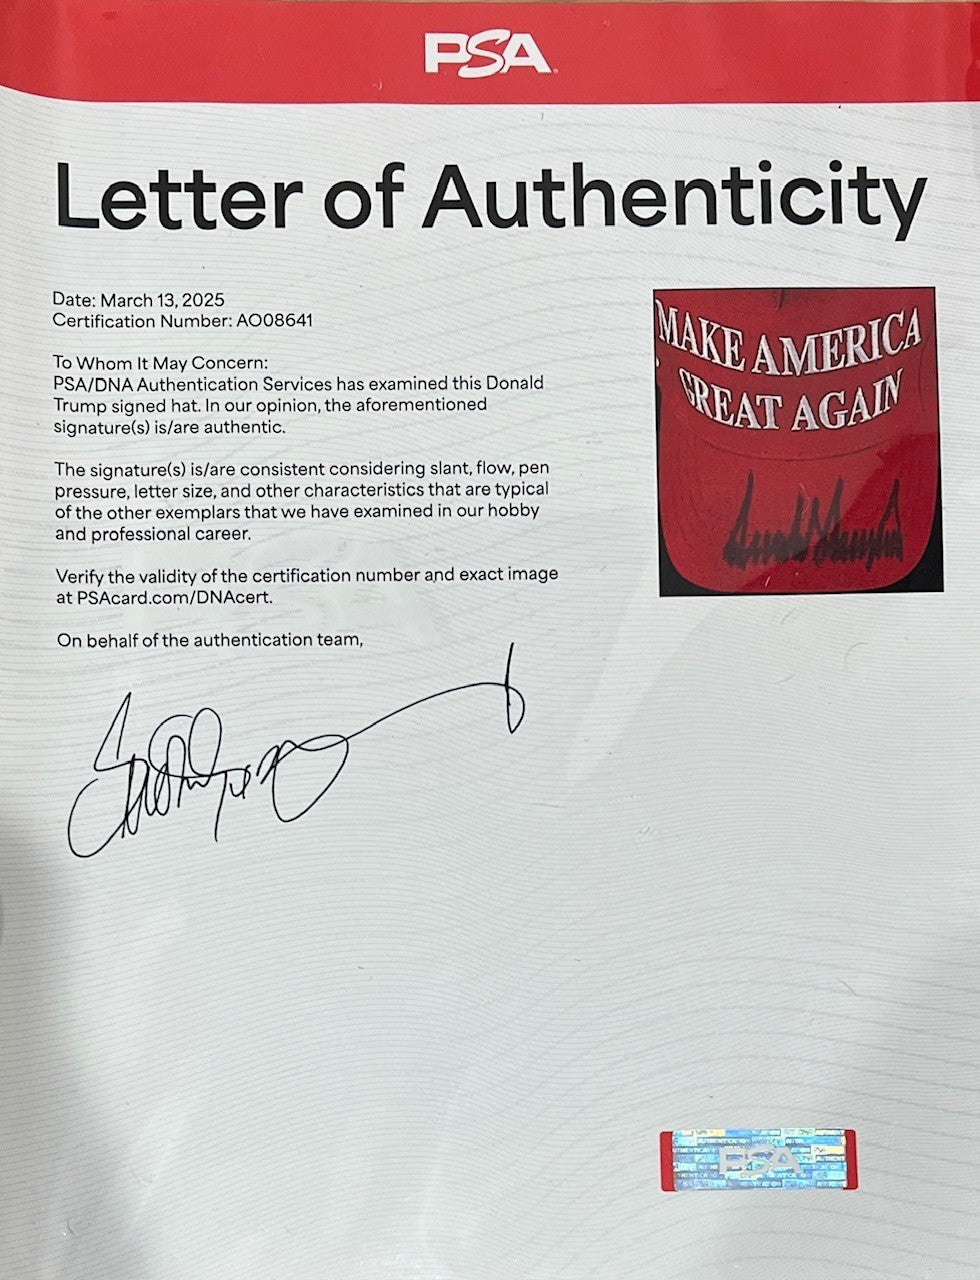 PSA
Letter of Authenticity
Date: March 13, 2025
Certification Number: AO08641
To Whom It May Concern:
PSA/DNA Authentication Services has examined this Donald
Trump signed hat. In our opinion, the aforementioned
signature(s) is/are authentic.
The signature(s) is/are consistent considering slant, flow, pen
pressure, letter size, and other characteristics that are typical
of the other exemplars that we have examined in our hobby
and professional career.
Verify the validity of the certification number and exact image
at PSAcard.com/DNAcert.
On behalf of the authentication team,
MAKE AMERICA
GREAT AGAIN
Donald Trump
PSA